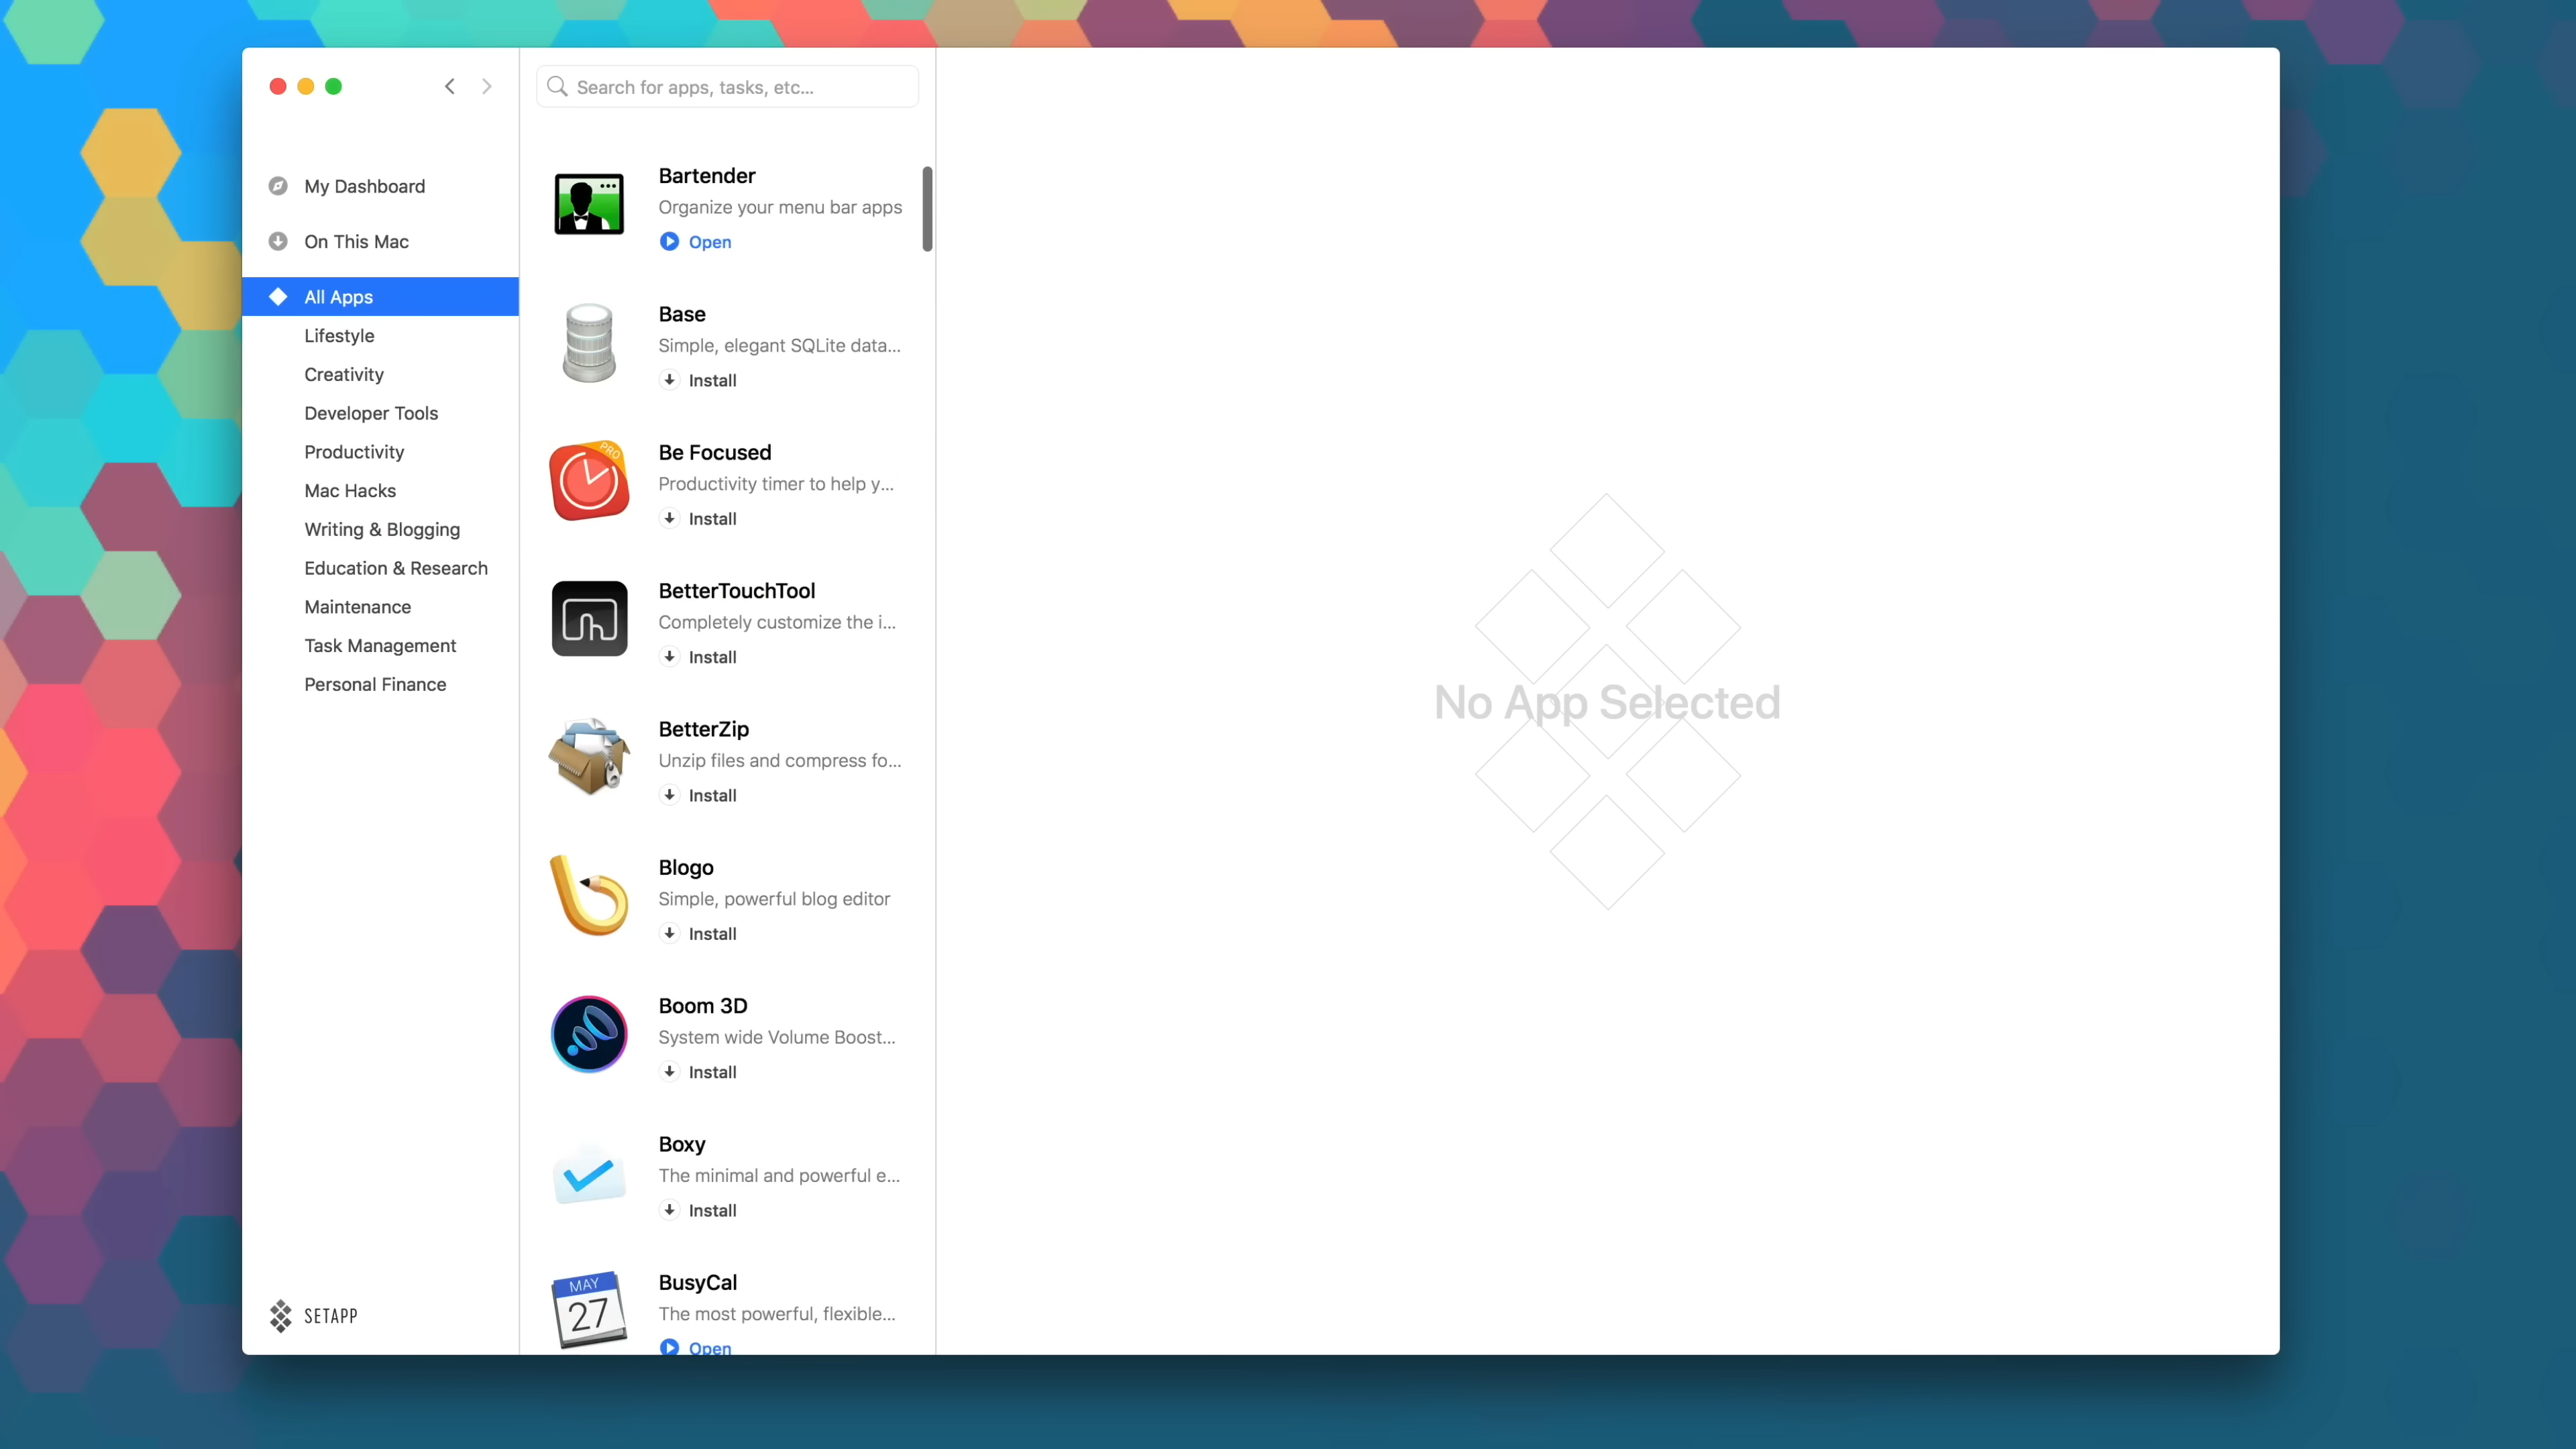 Search for apps, tasks, etc...
My Dashboard
On This Mac
All Apps
Lifestyle
Creativity
Developer Tools
Productivity
Mac Hacks
Writing & Blogging
Education & Research
Maintenance
Task Management
Personal Finance
SETAPP
Bartender
Organize your menu bar apps
Open
Base
Simple, elegant SQLite data...
Install
PRO
Be Focused
Productivity timer to help y...
Install
BetterTouchTool
Completely customize the i...
Install
BetterZip
Unzip files and compress fo...
Install
Blogo
Simple, powerful blog editor
Install
Boom 3D
System wide Volume Boost...
Install
Boxy
The minimal and powerful e...
Install
MAY
27
BusyCal
The most powerful, flexible...
Open
No App Selected